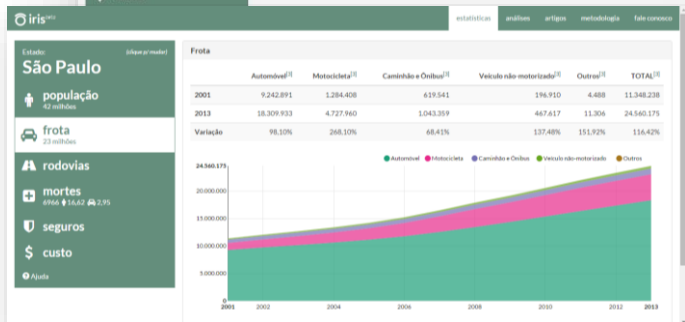 iris
estatísticas análises artigos metodologia fale conosco
Estado: (clique p/ mudar)
São Paulo
população
42 milhões
frota
23 milhões
rodovias
mortes
6966 16,62 2,95
seguros
custo
Ajuda
Frota
Automóvel[1] Motocicleta[2] Caminhão e Ônibus[3] Veículo não-motorizado[4] Outros[5] TOTAL
2001 9.242.891 1.284.408 619.541 196.910 4.488 11.348.238
2013 18.309.933 4.727.960 1.043.359 467.617 11.306 24.560.175
Variação 98,10% 268,10% 68,41% 137,48% 151,92% 116,42%
Automóvel Motocicleta Caminhão e Ônibus Veículo não-motorizado Outros
24.560.175
20.000.000
15.000.000
10.000.000
5.000.000
0
2001 2002 2004 2006 2008 2010 2012 2013